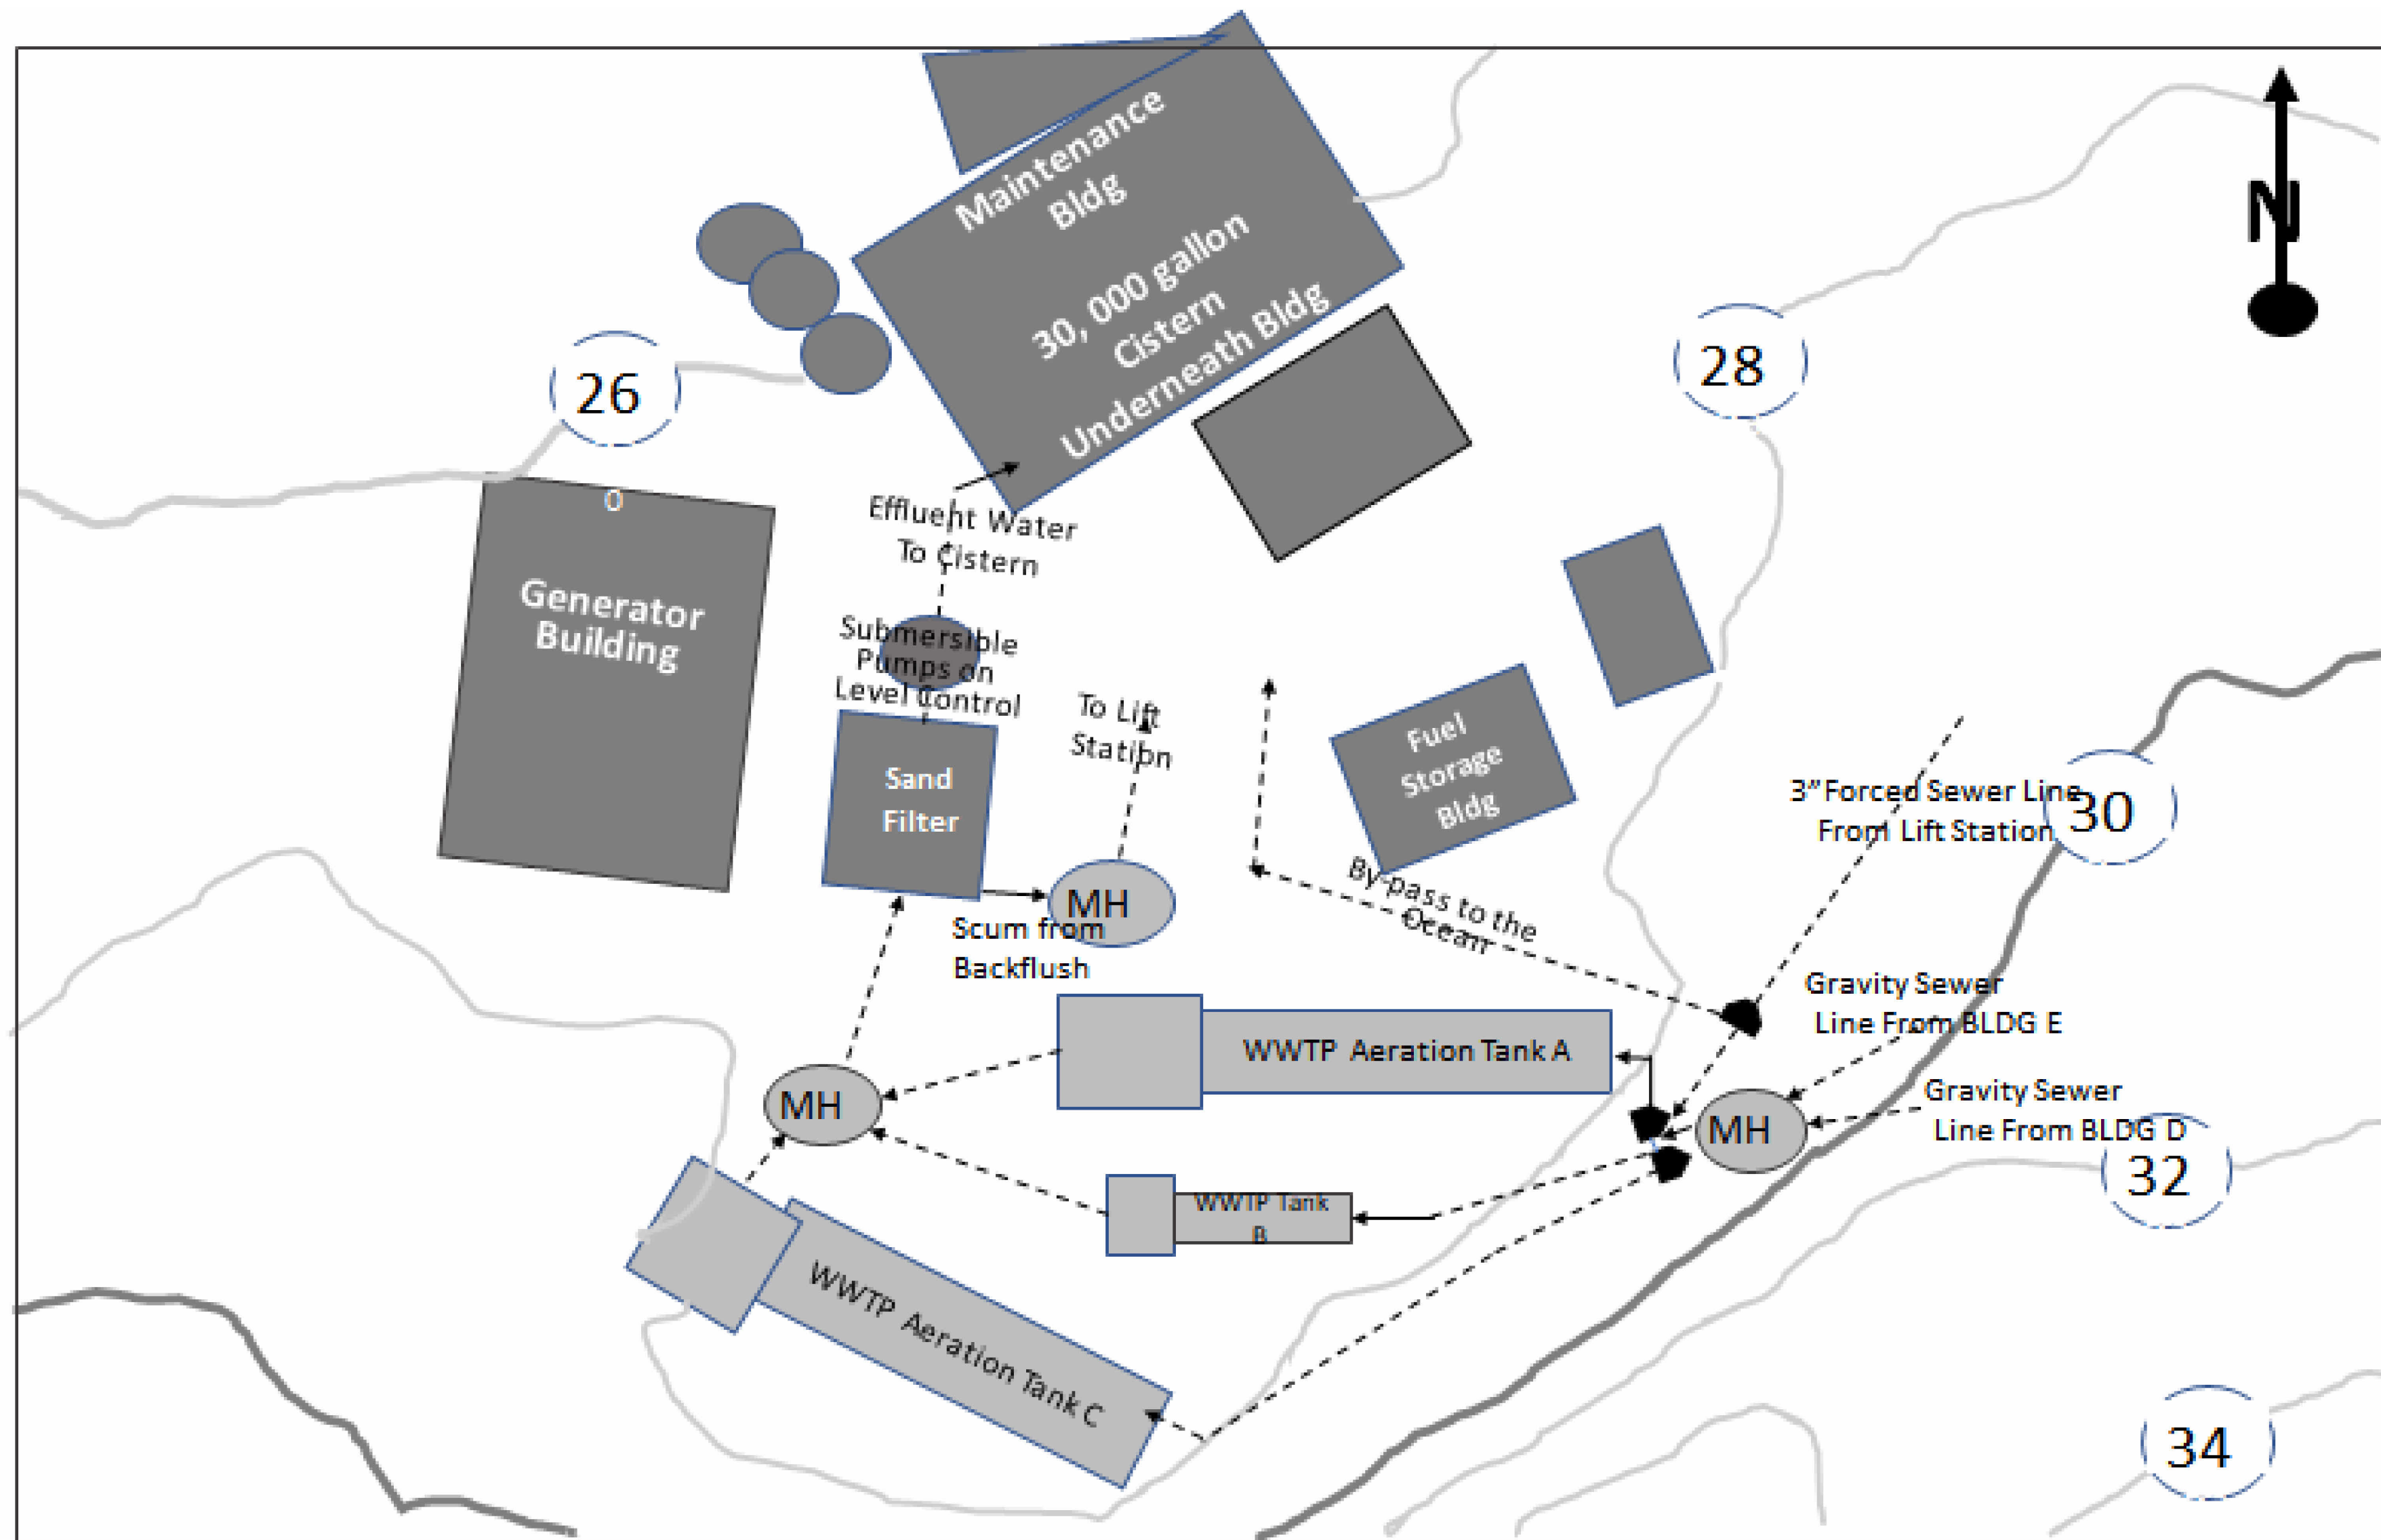 Maintenance
Bldg
30, 000 gallon
Cistern
Underneath Bldg
N
26
28
0
Effluent Water
To Cistern
Generator
Building
Submersible
Pumps on
Level Control
To Lift
Station
Sand
Filter
Fuel
Storage
Bldg
3”Forced Sewer Line
From Lift Station
30
MH
Scum from
Backflush
By-pass to the
Ocean
Gravity Sewer
Line From BLDG E
WWTP Aeration Tank A
MH
MH
Gravity Sewer
Line From BLDG D
32
WWTP Tank
B
WWTP Aeration Tank C
34